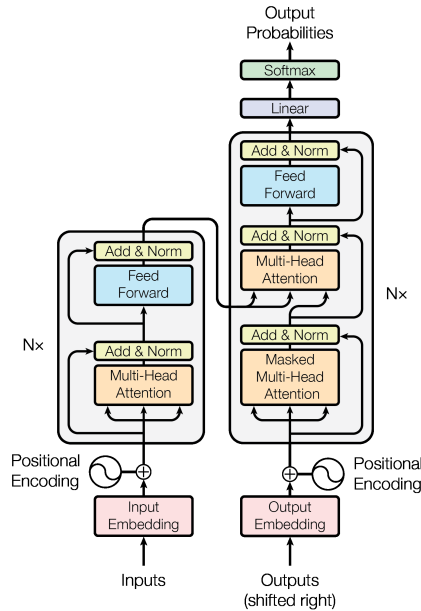 Output
Probabilities
Softmax
Linear
Add & Norm
Feed
Forward
Add & Norm
Multi-Head
Attention
Add & Norm
Masked
Multi-Head
Attention
N×
Add & Norm
Feed
Forward
Add & Norm
Multi-Head
Attention
N×
Positional
Encoding
Positional
Encoding
Input
Embedding
Output
Embedding
Inputs
Outputs
(shifted right)